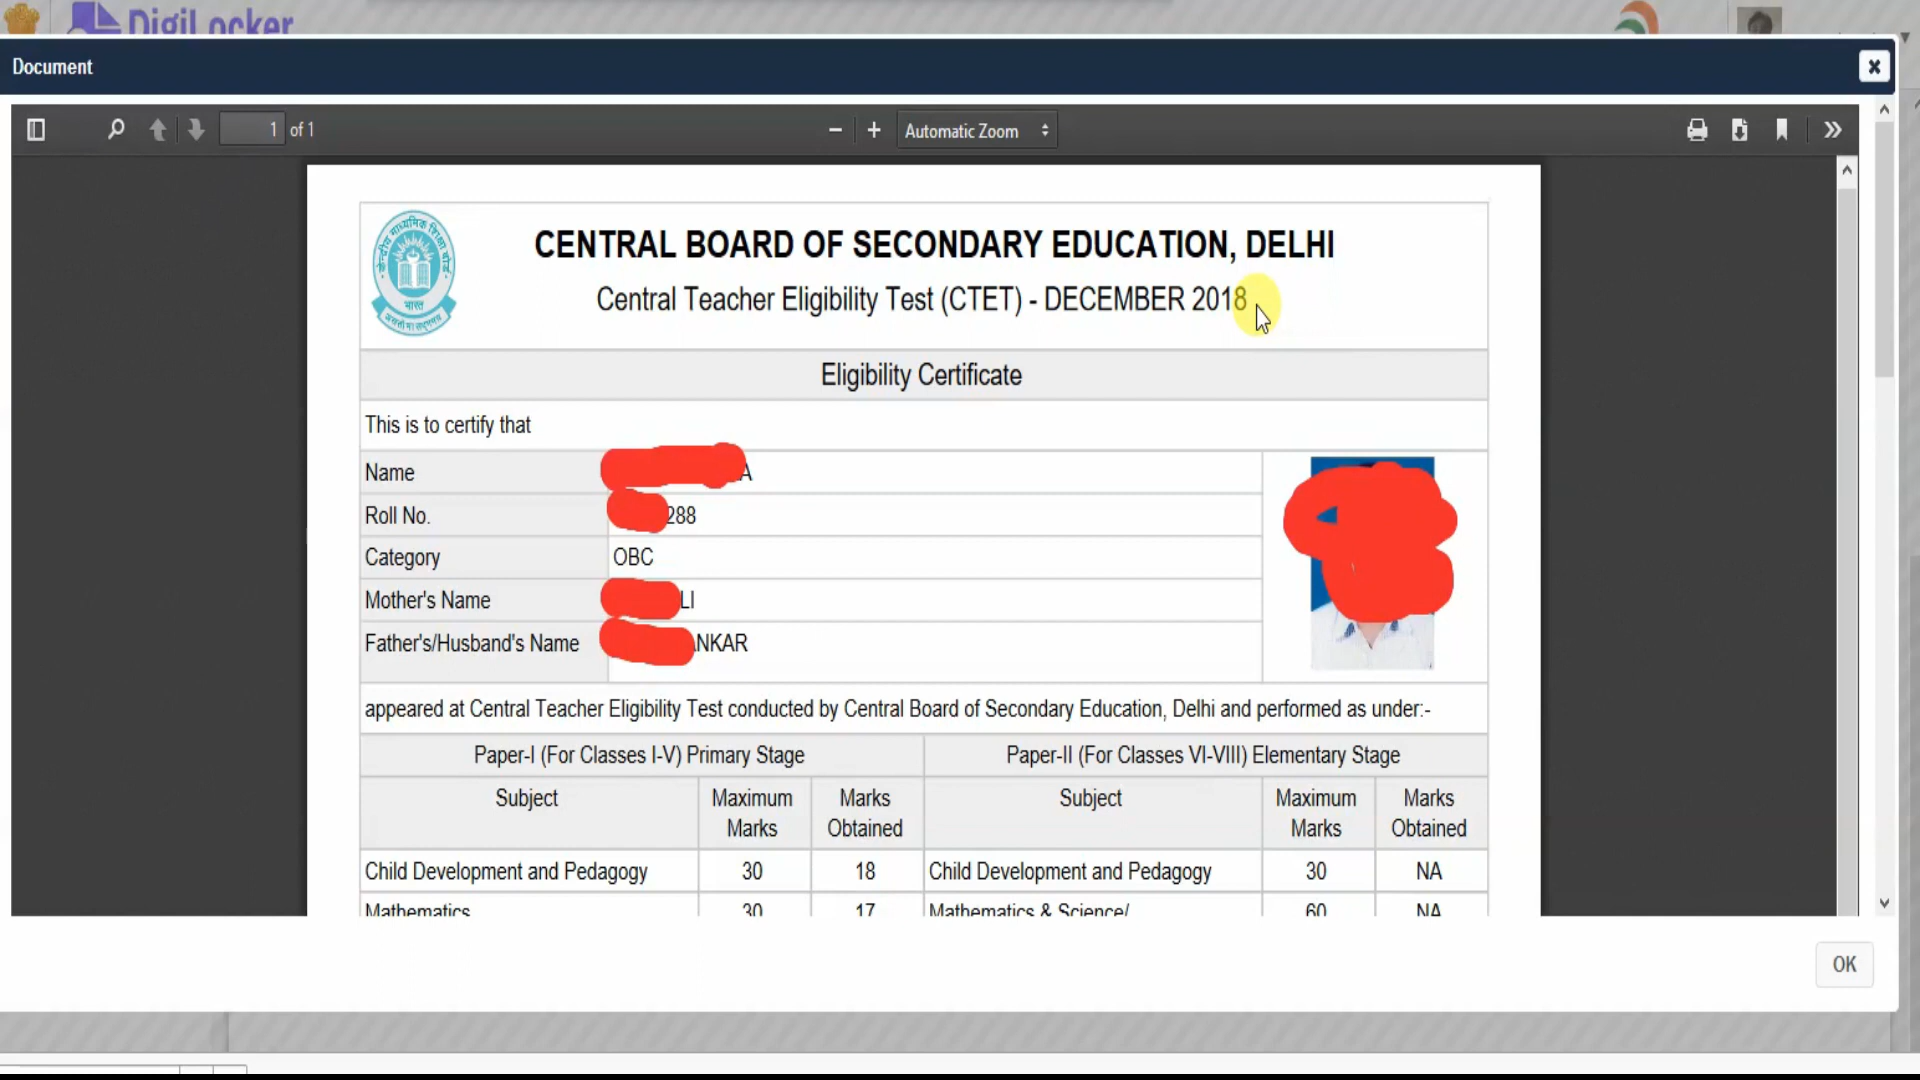 DigiLocker
Document
1 of 1
Automatic Zoom
केन्द्रीय माध्यमिक शिक्षा बोर्ड
भारत
असतो मा सद्गमय
CENTRAL BOARD OF SECONDARY EDUCATION, DELHI
Central Teacher Eligibility Test (CTET) - DECEMBER 2018
Eligibility Certificate
This is to certify that
Name A
Roll No. 288
Category OBC
Mother's Name LI
Father's/Husband's Name NKAR
appeared at Central Teacher Eligibility Test conducted by Central Board of Secondary Education, Delhi and performed as under:-
Paper-I (For Classes I-V) Primary Stage Paper-II (For Classes VI-VIII) Elementary Stage
Subject Maximum Marks Marks Obtained Subject Maximum Marks Marks Obtained
Child Development and Pedagogy 30 18 Child Development and Pedagogy 30 NA
Mathematics 30 17 Mathematics & Science/ 60 NA
OK